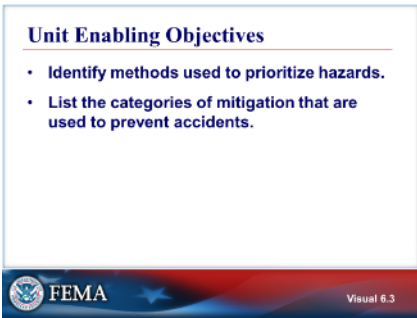 Unit Enabling Objectives
• Identify methods used to prioritize hazards.
• List the categories of mitigation that are
used to prevent accidents.
FEMA
Visual 6.3